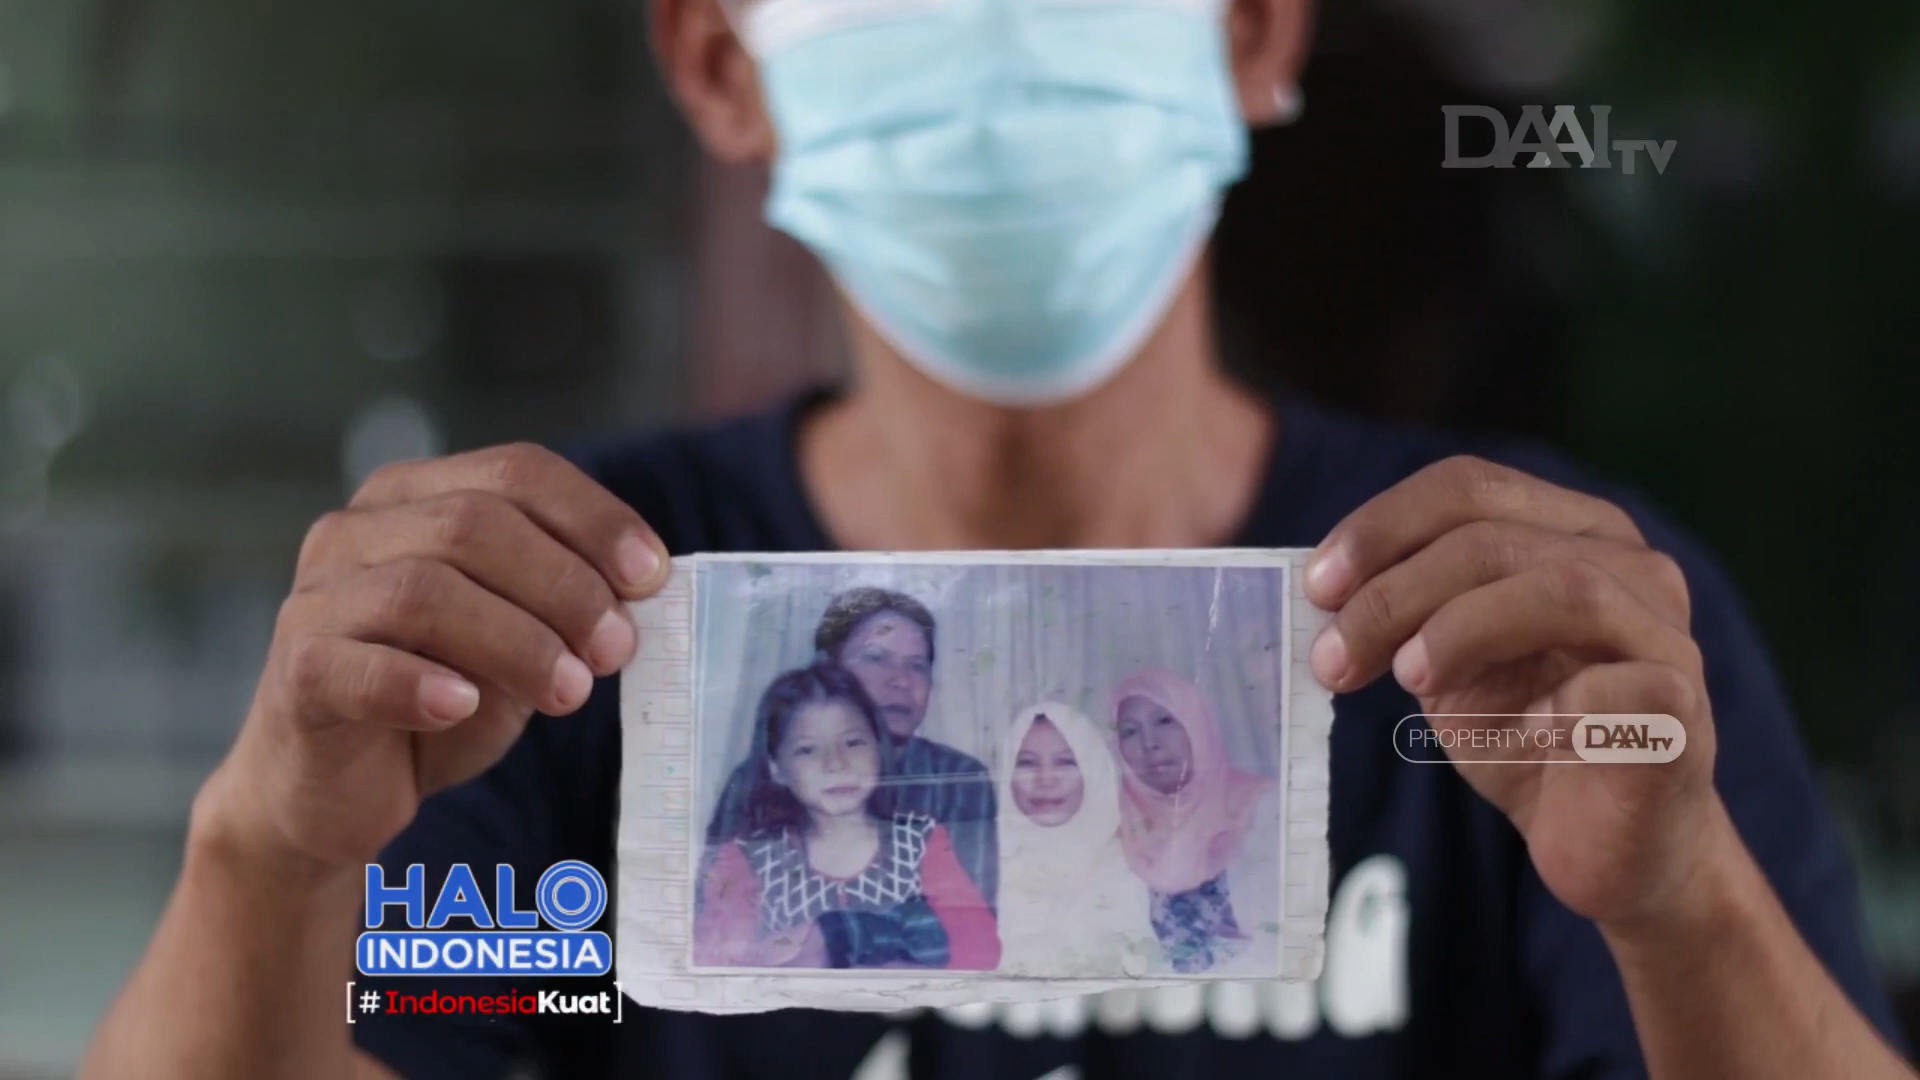 DAAI TV
PROPERTY OF DAAI TV
HALO
INDONESIA
[#IndonesiaKuat]